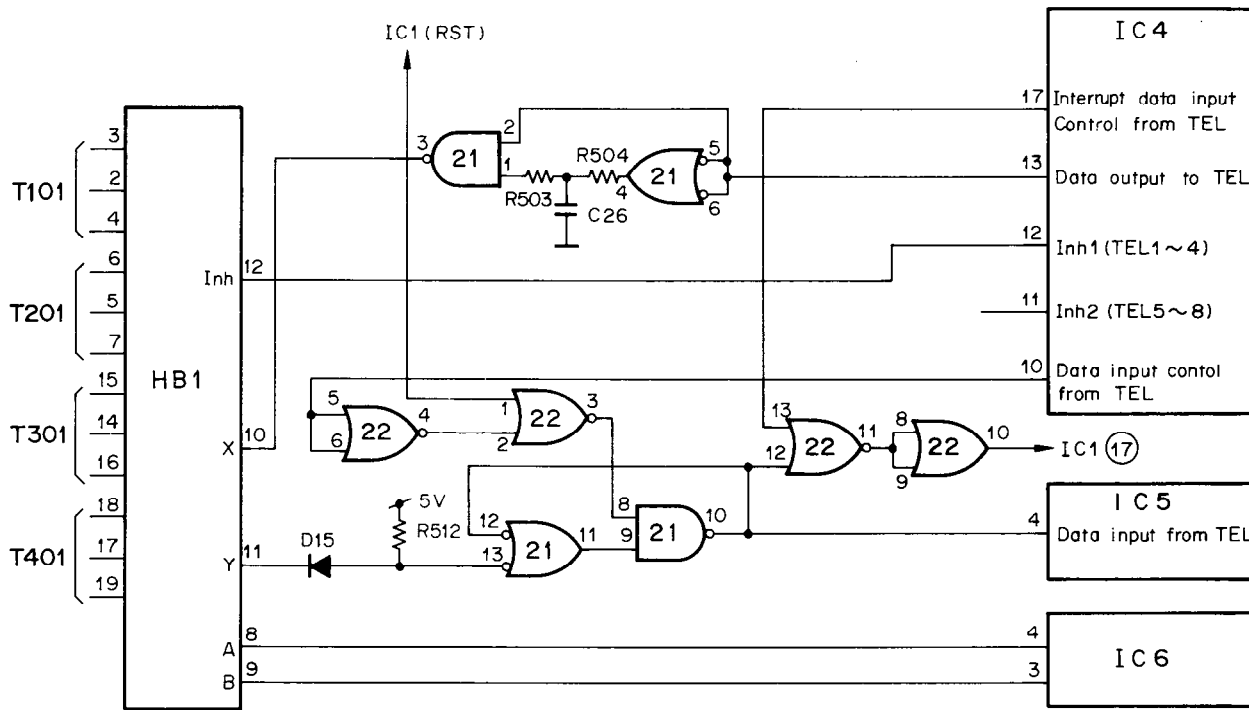 IC1 (RST)
IC4
17 Interrupt data input
Control from TEL
13 Data output to TEL
12 Inh1 (TEL1~4)
11 Inh2 (TEL5~8)
10 Data input contol
from TEL
3
2
4
T101
6
5
7
T201
15
14
16
T301
18
17
19
T401
HB1
Inh 12
X 10
Y 11
A 8
B 9
3 21 2
1
R503
C26
R504
4 21 5
6
5
6 22 4
1
2 22 3
13
12 22 11
8
9 22 10
IC1 17
5V
R512
D15
12
13 21 11
8
9 21 10
IC5
4 Data input from TEL
IC6
4
3